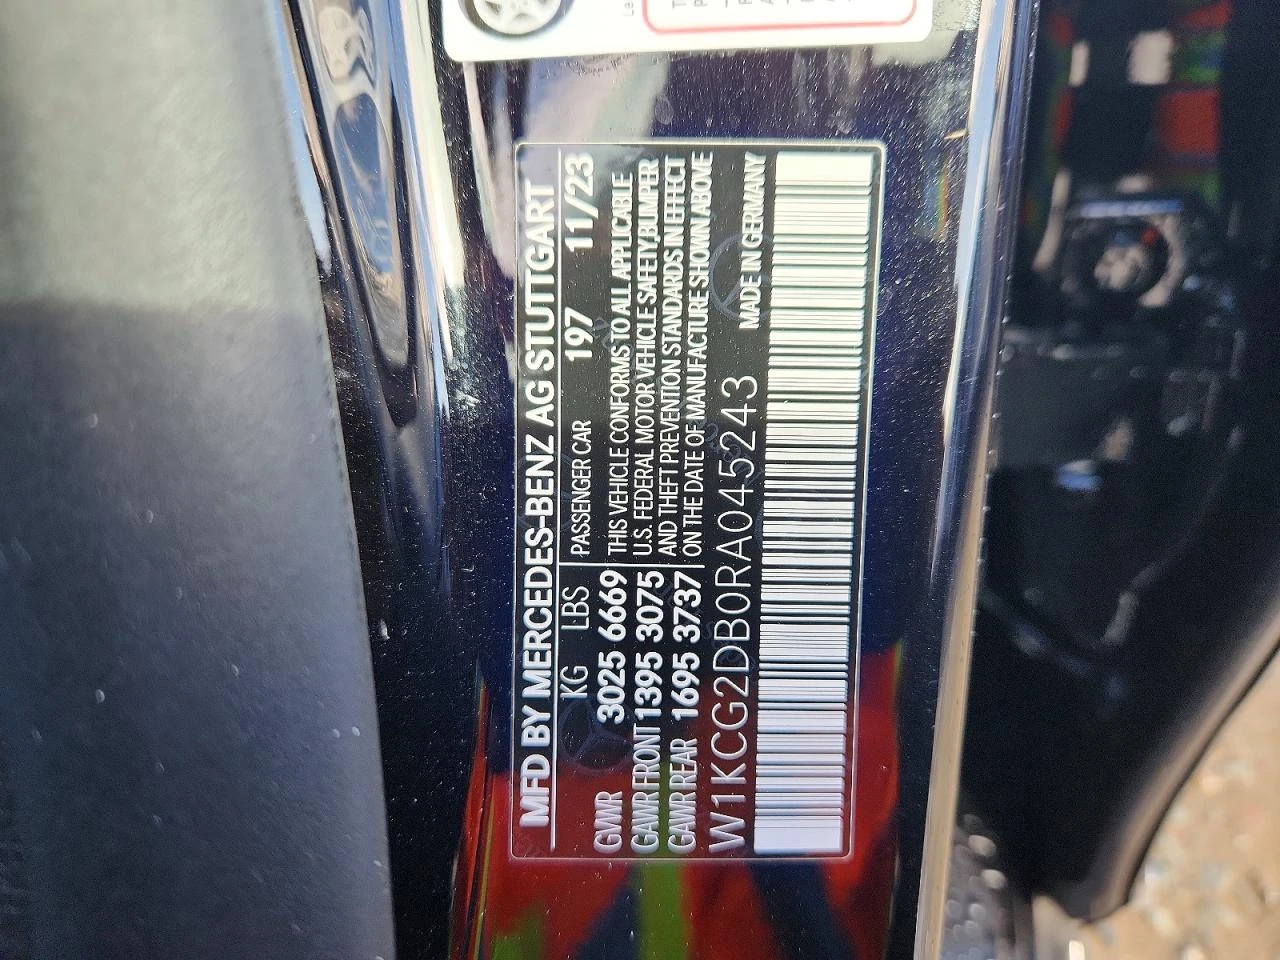 MFD BY MERCEDES-BENZ AG STUTTGART
KG LBS PASSENGER CAR 197 11/23
GVWR 3025 6669
GAWR FRONT 1395 3075
GAWR REAR 1695 3737
THIS VEHICLE CONFORMS TO ALL APPLICABLE
U.S. FEDERAL MOTOR VEHICLE SAFETY, BUMPER
AND THEFT PREVENTION STANDARDS IN EFFECT
ON THE DATE OF MANUFACTURE SHOWN ABOVE
W1KCG2DB0RA045243 MADE IN GERMANY